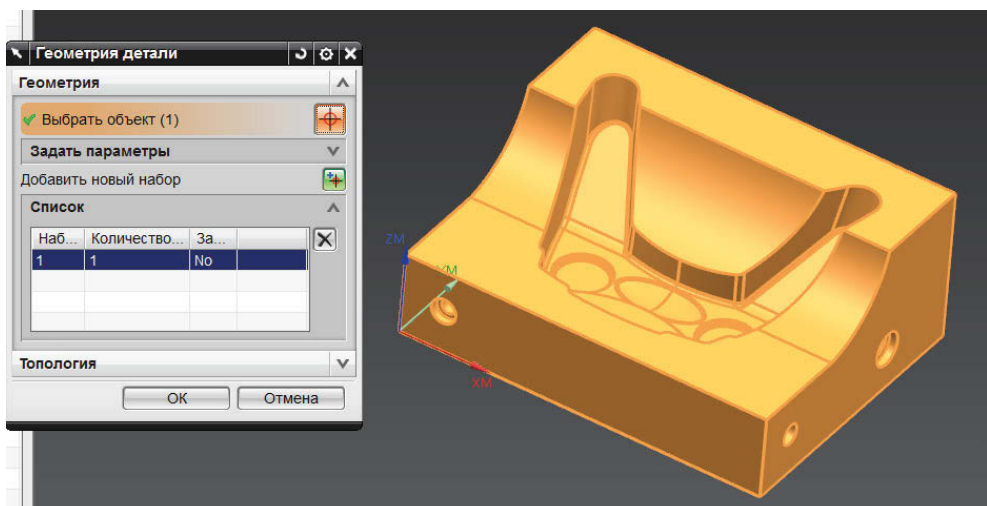 Геометрия детали
Геометрия
Выбрать объект (1)
Задать параметры
Добавить новый набор
Список
Наб... Количество... За...
1 1 No
Топология
ОК Отмена
ZM
YM
XM